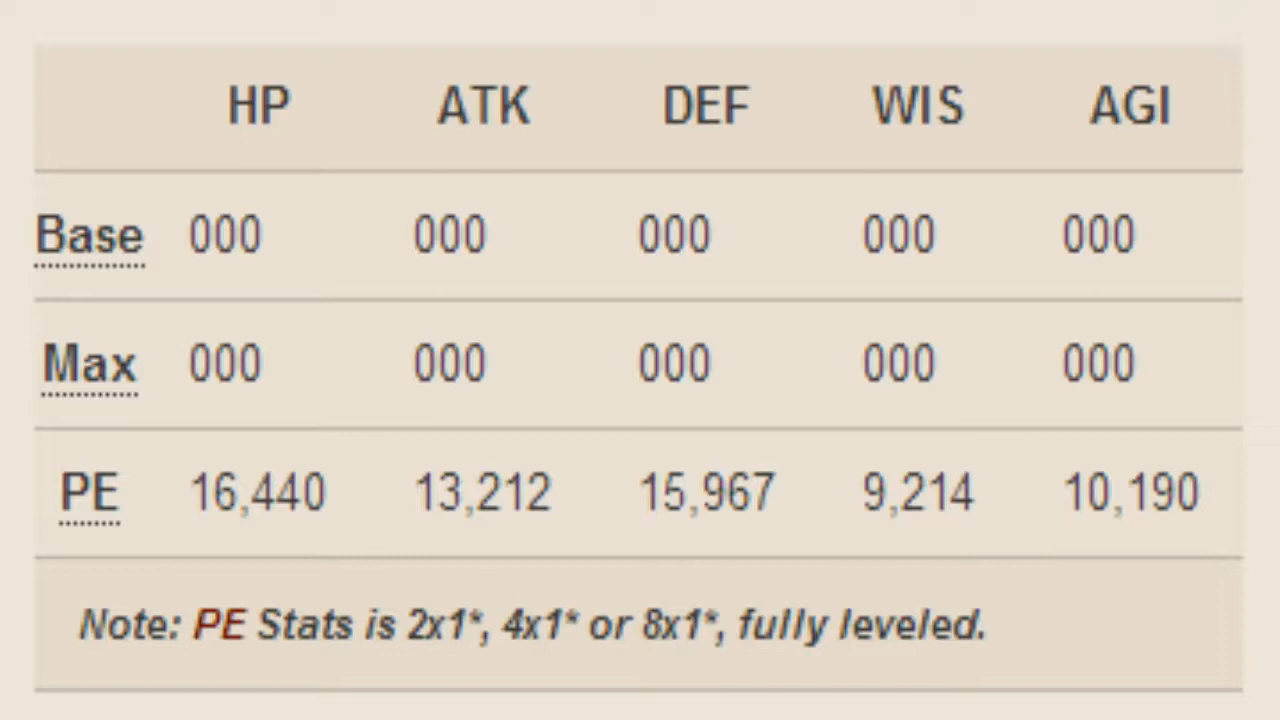 HP ATK DEF WIS AGI
Base 000 000 000 000 000
Max 000 000 000 000 000
PE 16,440 13,212 15,967 9,214 10,190
Note: PE Stats is 2x1*, 4x1* or 8x1*, fully leveled.